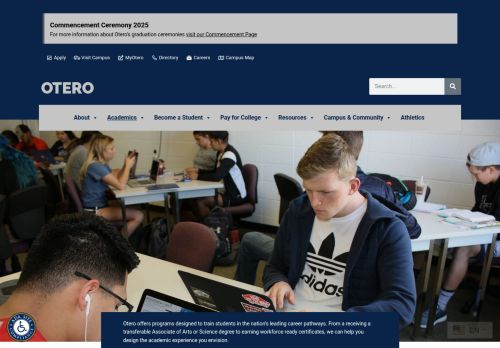 Commencement Ceremony 2025
For more information about Otero's graduation ceremonies visit our Commencement Page
Apply Visit Campus MyOtero Directory Careers Campus Map
OTERO
Search...
About Academics Become a Student Pay for College Resources Campus & Community Athletics
adidas
Otero offers programs designed to train students in the nation's leading career pathways. From a receiving a
transferable Associate of Arts or Science degree to earning workforce ready certificates, we can help you
design the academic experience you envision.
EN